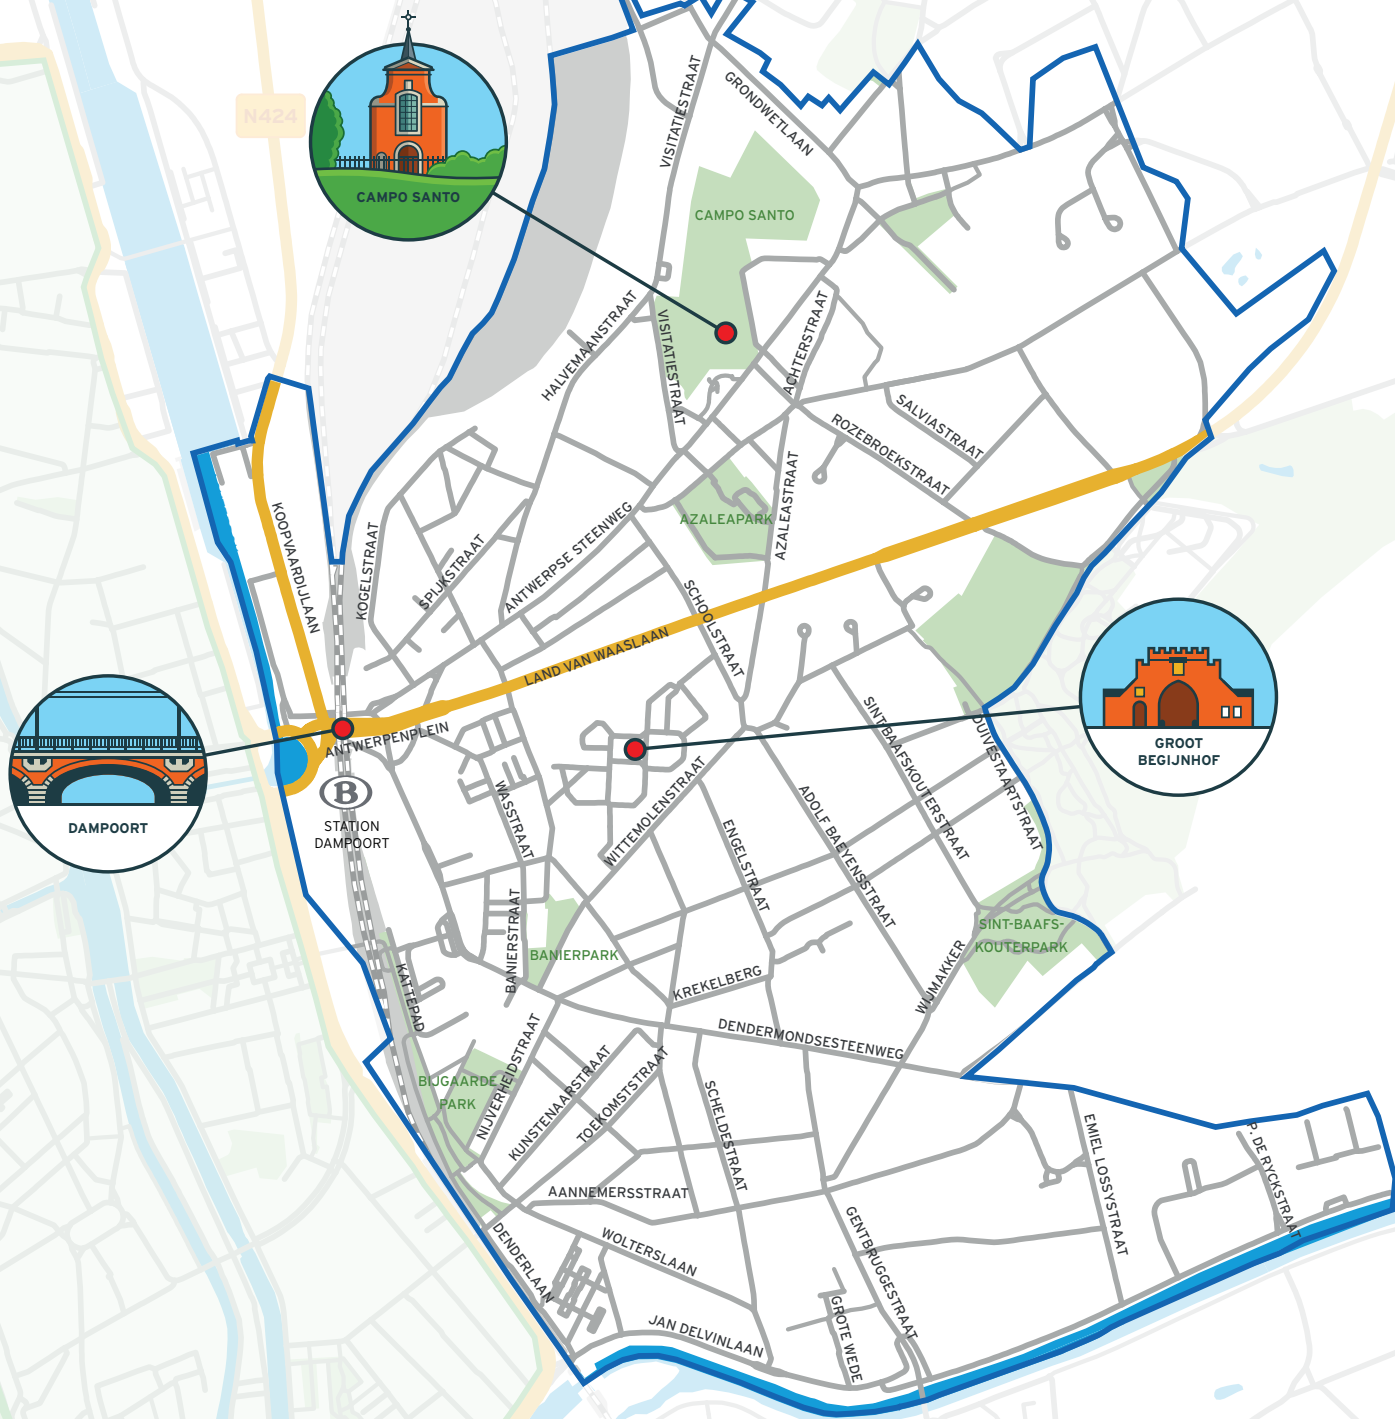 N424
CAMPO SANTO
VISITATIESTRAAT
GRONDWETLAAN
CAMPO SANTO
HALVEMAANSTRAAT
VISITATIESTRAAT
ACHTERSTRAAT
SALVIASTRAAT
ROZEBROEKSTRAAT
KOOPVAARDIJLAAN
KOGELSTRAAT
SPIJKSTRAAT
ANTWERPSE STEENWEG
AZALEAPARK
AZALEASTRAAT
SCHOOLSTRAAT
LAND VAN WAASLAAN
GROOT
BEGIJNHOF
DAMPOORT
ANTWERPENPLEIN
B
STATION
DAMPOORT
WASSTRAAT
WITTEMOLENSTRAAT
ENGELSTRAAT
ADOLF BAEYENSSTRAAT
SINT-BAAFSKOUTERSTRAAT
DUIVESTAARTSTRAAT
BANIERSTRAAT
BANIERPARK
SINT-BAAFS-
KOUTERPARK
KATTEPAD
KREKELBERG
WIJMAKKER
DENDERMONDSESTEENWEG
BIJGAARDE
PARK
NIJVERHEIDSTRAAT
KUNSTENAARSTRAAT
TOEKOMSTSTRAAT
SCHELDESTRAAT
EMIEL LOSSYSTRAAT
P. DE RYCKSTRAAT
AANNEMERSSTRAAT
DENDERLAAN
WOLTERSLAAN
GENTBRUGGESTRAAT
JAN DELVINLAAN
GROTE WEDE